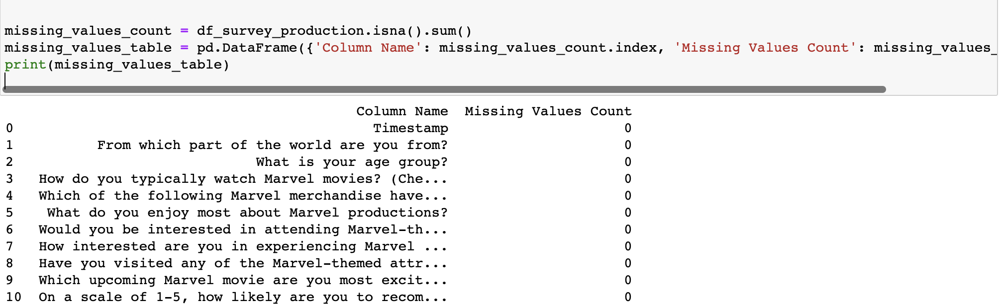 missing_values_count = df_survey_production.isna().sum()
missing_values_table = pd.DataFrame({'Column Name': missing_values_count.index, 'Missing Values Count': missing_values_
print(missing_values_table)
Column Name  Missing Values Count
0 Timestamp 0
1 From which part of the world are you from? 0
2 What is your age group? 0
3 How do you typically watch Marvel movies? (Che... 0
4 Which of the following Marvel merchandise have... 0
5 What do you enjoy most about Marvel productions? 0
6 Would you be interested in attending Marvel-th... 0
7 How interested are you in experiencing Marvel ... 0
8 Have you visited any of the Marvel-themed attr... 0
9 Which upcoming Marvel movie are you most excit... 0
10 On a scale of 1-5, how likely are you to recom... 0